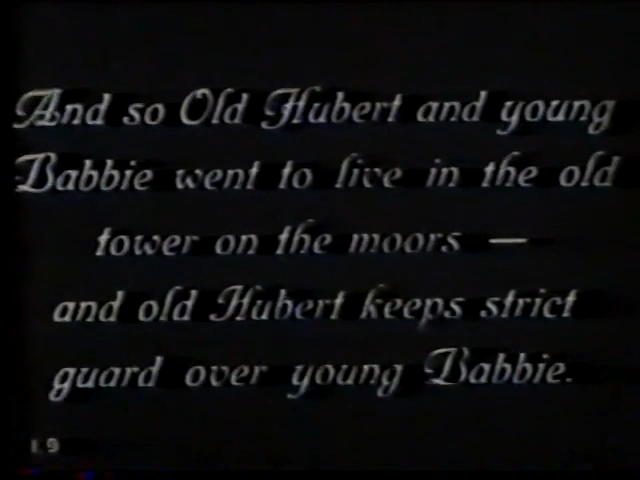 And so Old Hubert and young
Babbie went to live in the old
tower on the moors —
and old Hubert keeps strict
guard over young Babbie.
19